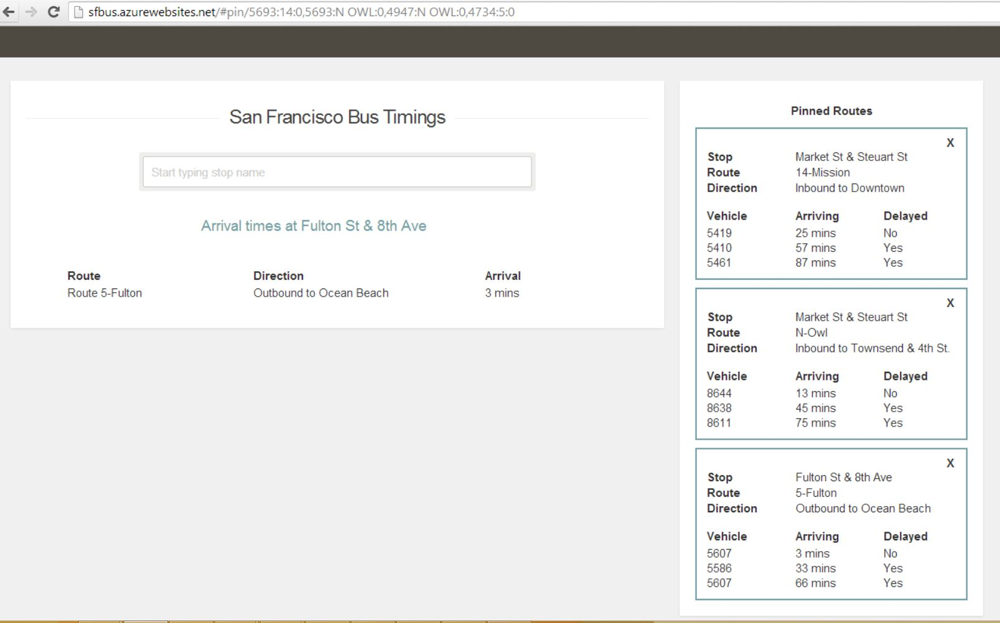 sfbus.azurewebsites.net/#pin/5693:14:0,5693:N OWL:0,4947:N OWL:0,4734:5:0
San Francisco Bus Timings
Start typing stop name
Arrival times at Fulton St & 8th Ave
Route Direction Arrival
Route 5-Fulton Outbound to Ocean Beach 3 mins
Pinned Routes
X
Stop Market St & Steuart St
Route 14-Mission
Direction Inbound to Downtown
Vehicle Arriving Delayed
5419 25 mins No
5410 57 mins Yes
5461 87 mins Yes
X
Stop Market St & Steuart St
Route N-Owl
Direction Inbound to Townsend & 4th St.
Vehicle Arriving Delayed
8644 13 mins No
8638 45 mins Yes
8611 75 mins Yes
X
Stop Fulton St & 8th Ave
Route 5-Fulton
Direction Outbound to Ocean Beach
Vehicle Arriving Delayed
5607 3 mins No
5586 33 mins Yes
5607 66 mins Yes